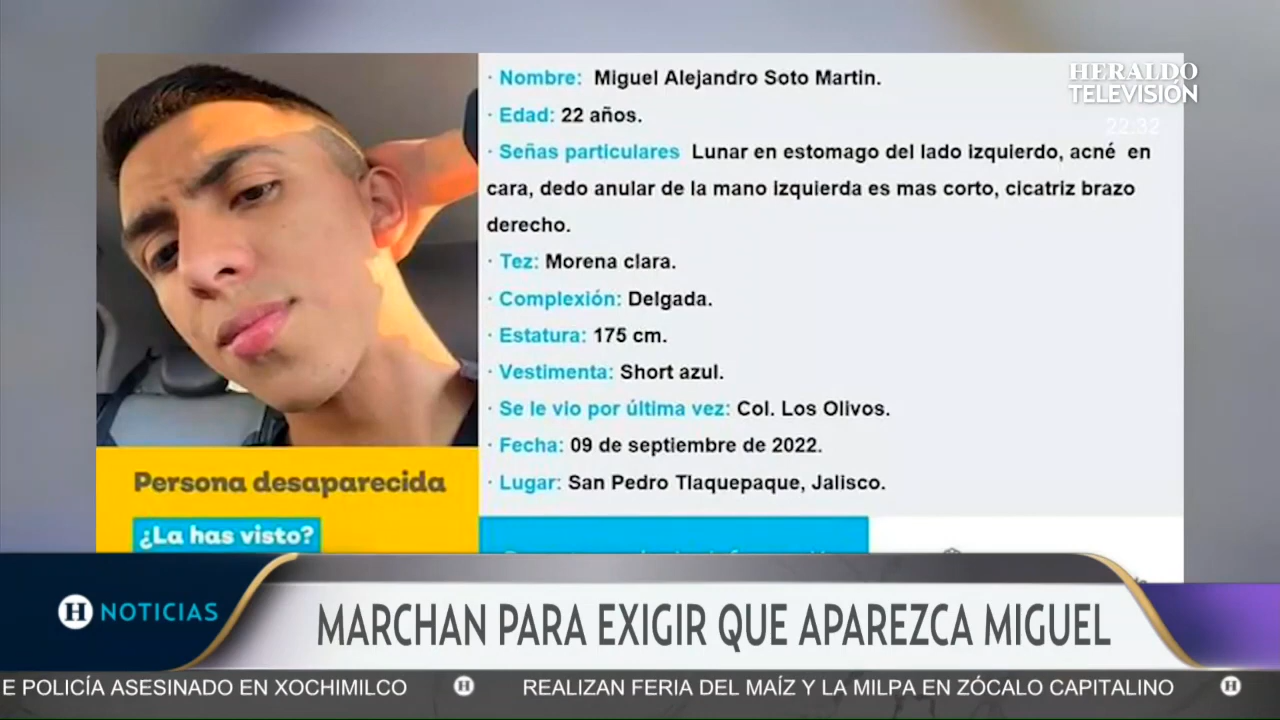 · Nombre: Miguel Alejandro Soto Martin.
HERALDO
TELEVISIÓN
22:32
· Edad: 22 años.
· Señas particulares Lunar en estomago del lado izquierdo, acné en
cara, dedo anular de la mano izquierda es mas corto, cicatriz brazo
derecho.
· Tez: Morena clara.
· Complexión: Delgada.
· Estatura: 175 cm.
· Vestimenta: Short azul.
· Se le vio por última vez: Col. Los Olivos.
· Fecha: 09 de septiembre de 2022.
· Lugar: San Pedro Tlaquepaque, Jalisco.
Persona desaparecida
¿La has visto?
H NOTICIAS
MARCHAN PARA EXIGIR QUE APAREZCA MIGUEL
E POLICÍA ASESINADO EN XOCHIMILCO H REALIZAN FERIA DEL MAÍZ Y LA MILPA EN ZÓCALO CAPITALINO H